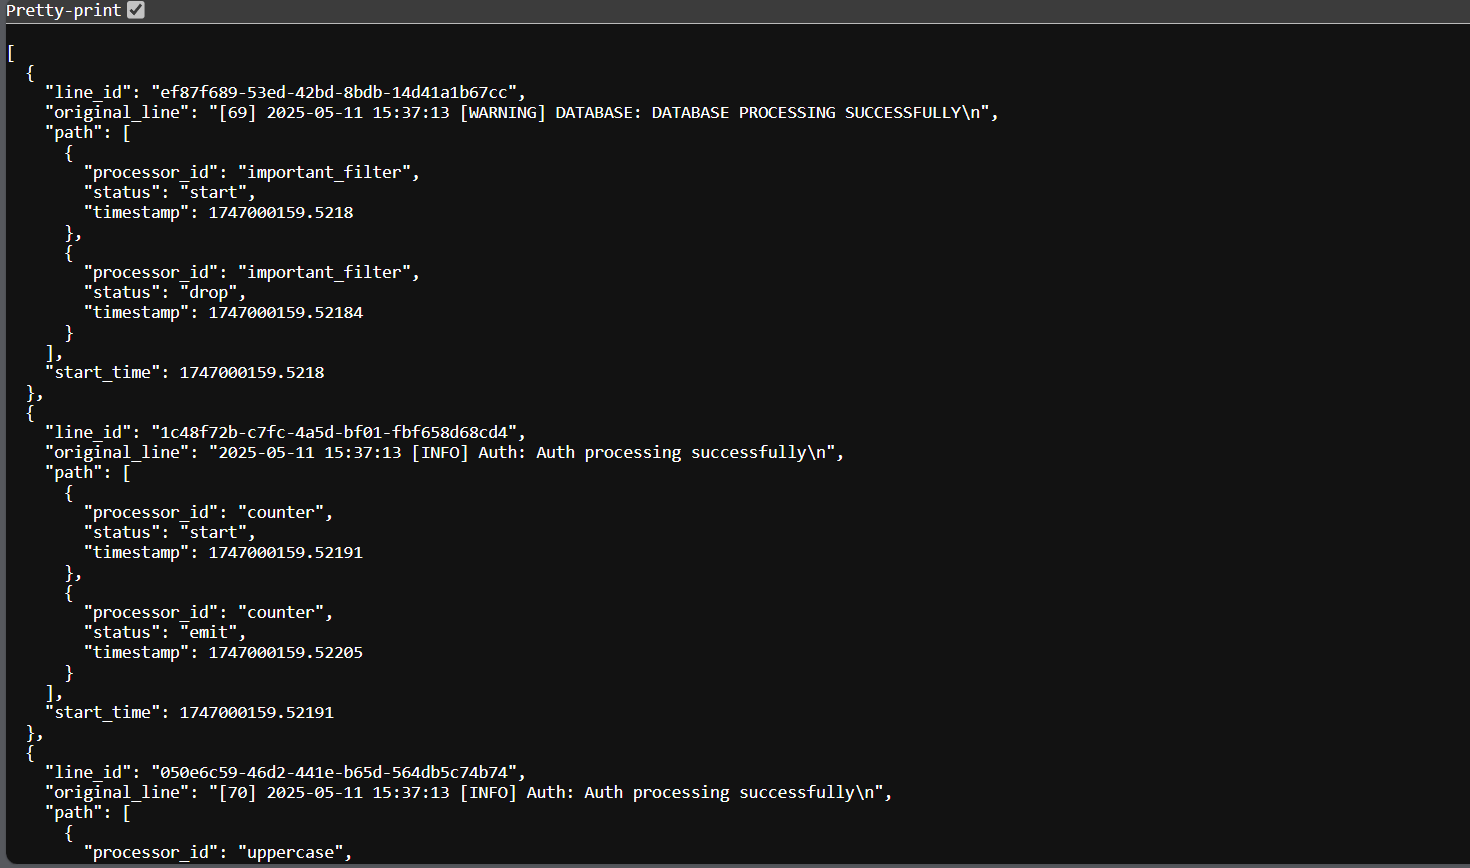 Pretty-print
[
  {
    "line_id": "ef87f689-53ed-42bd-8bdb-14d41a1b67cc",
    "original_line": "[69] 2025-05-11 15:37:13 [WARNING] DATABASE: DATABASE PROCESSING SUCCESSFULLY\n",
    "path": [
      {
        "processor_id": "important_filter",
        "status": "start",
        "timestamp": 1747000159.5218
      },
      {
        "processor_id": "important_filter",
        "status": "drop",
        "timestamp": 1747000159.52184
      }
    ],
    "start_time": 1747000159.5218
  },
  {
    "line_id": "1c48f72b-c7fc-4a5d-bf01-fbf658d68cd4",
    "original_line": "2025-05-11 15:37:13 [INFO] Auth: Auth processing successfully\n",
    "path": [
      {
        "processor_id": "counter",
        "status": "start",
        "timestamp": 1747000159.52191
      },
      {
        "processor_id": "counter",
        "status": "emit",
        "timestamp": 1747000159.52205
      }
    ],
    "start_time": 1747000159.52191
  },
  {
    "line_id": "050e6c59-46d2-441e-b65d-564db5c74b74",
    "original_line": "[70] 2025-05-11 15:37:13 [INFO] Auth: Auth processing successfully\n",
    "path": [
      {
        "processor_id": "uppercase",